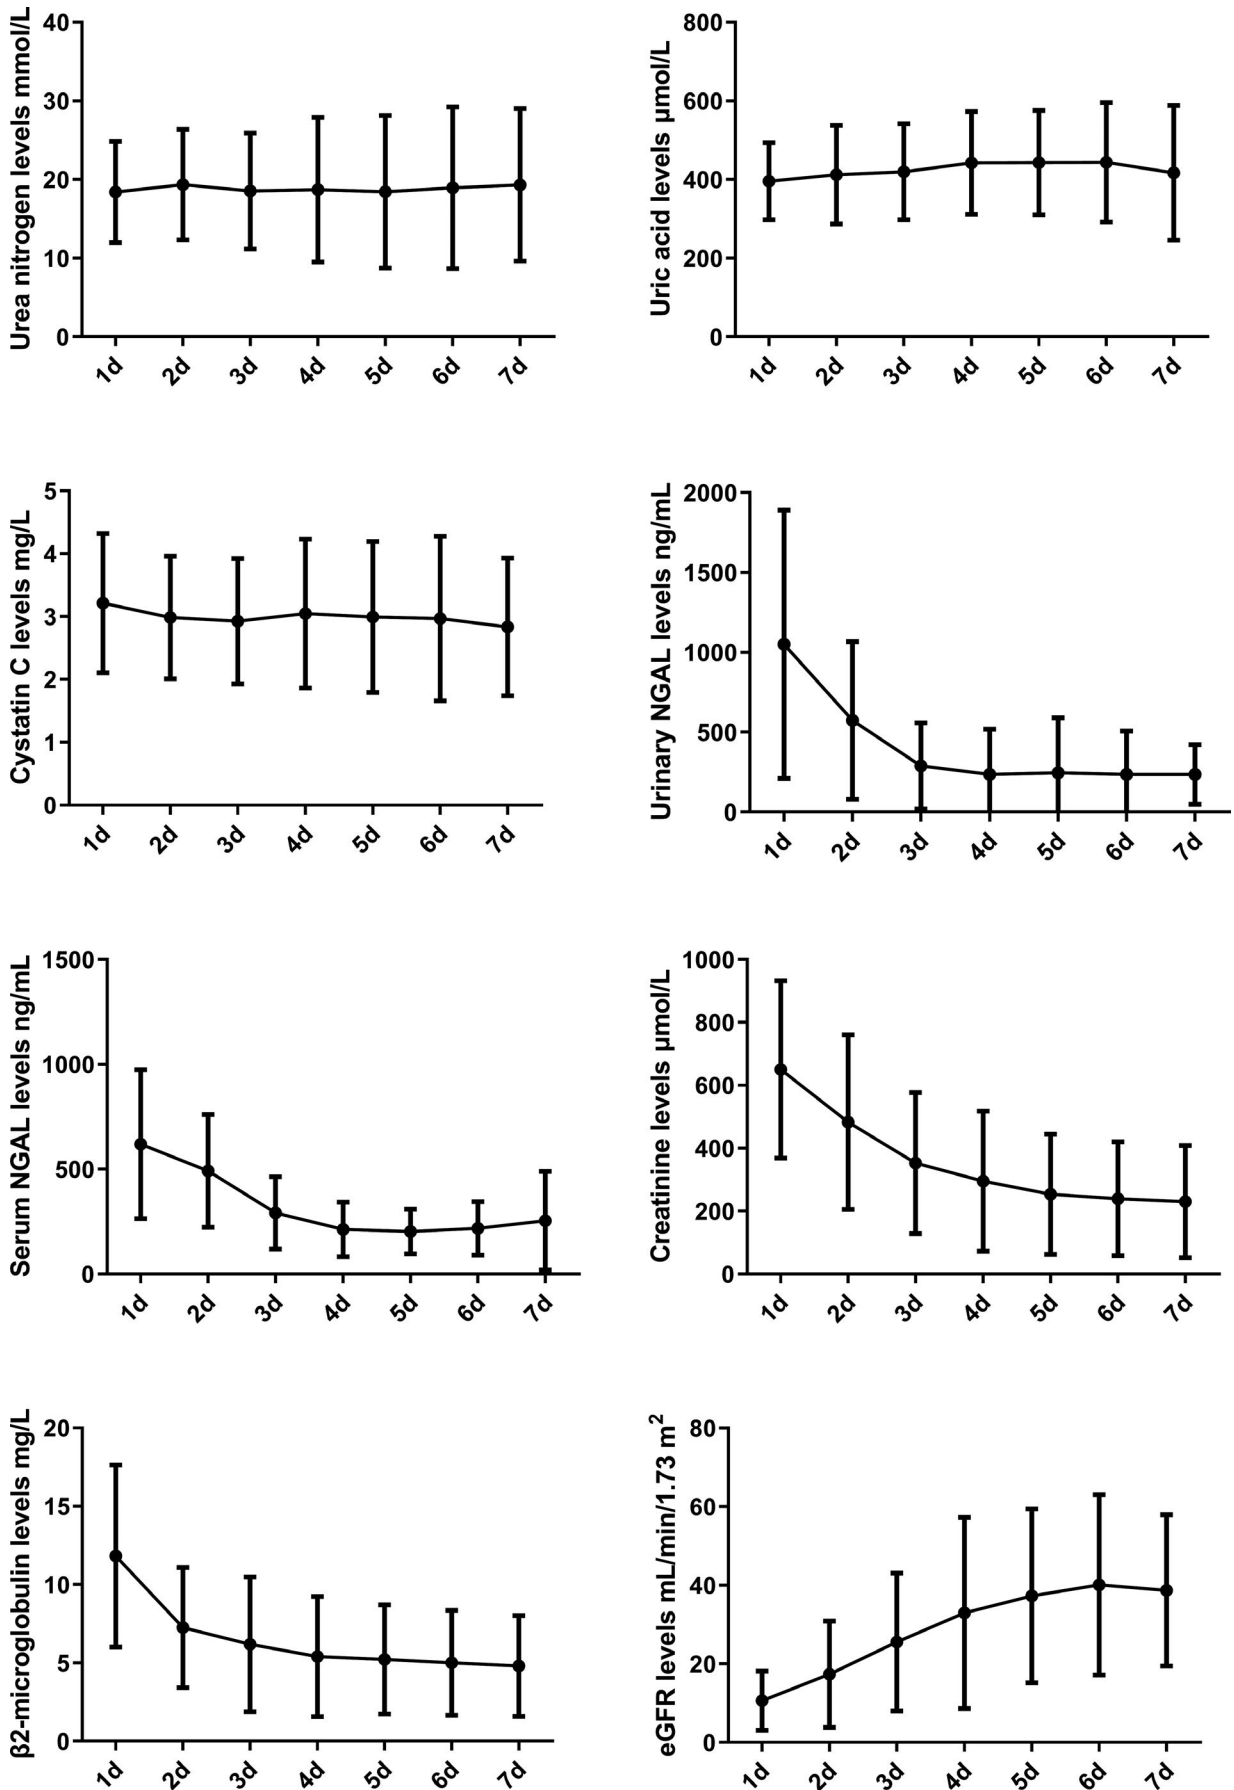 Urea nitrogen levels mmol/L
40
30
20
10
0
1d 2d 3d 4d 5d 6d 7d
Uric acid levels µmol/L
800
600
400
200
0
1d 2d 3d 4d 5d 6d 7d
Cystatin C levels mg/L
5
4
3
2
1
0
1d 2d 3d 4d 5d 6d 7d
Urinary NGAL levels ng/mL
2000
1500
1000
500
0
1d 2d 3d 4d 5d 6d 7d
Serum NGAL levels ng/mL
1500
1000
500
0
1d 2d 3d 4d 5d 6d 7d
Creatinine levels µmol/L
1000
800
600
400
200
0
1d 2d 3d 4d 5d 6d 7d
β2-microglobulin levels mg/L
20
15
10
5
0
1d 2d 3d 4d 5d 6d 7d
eGFR levels mL/min/1.73 m²
80
60
40
20
0
1d 2d 3d 4d 5d 6d 7d